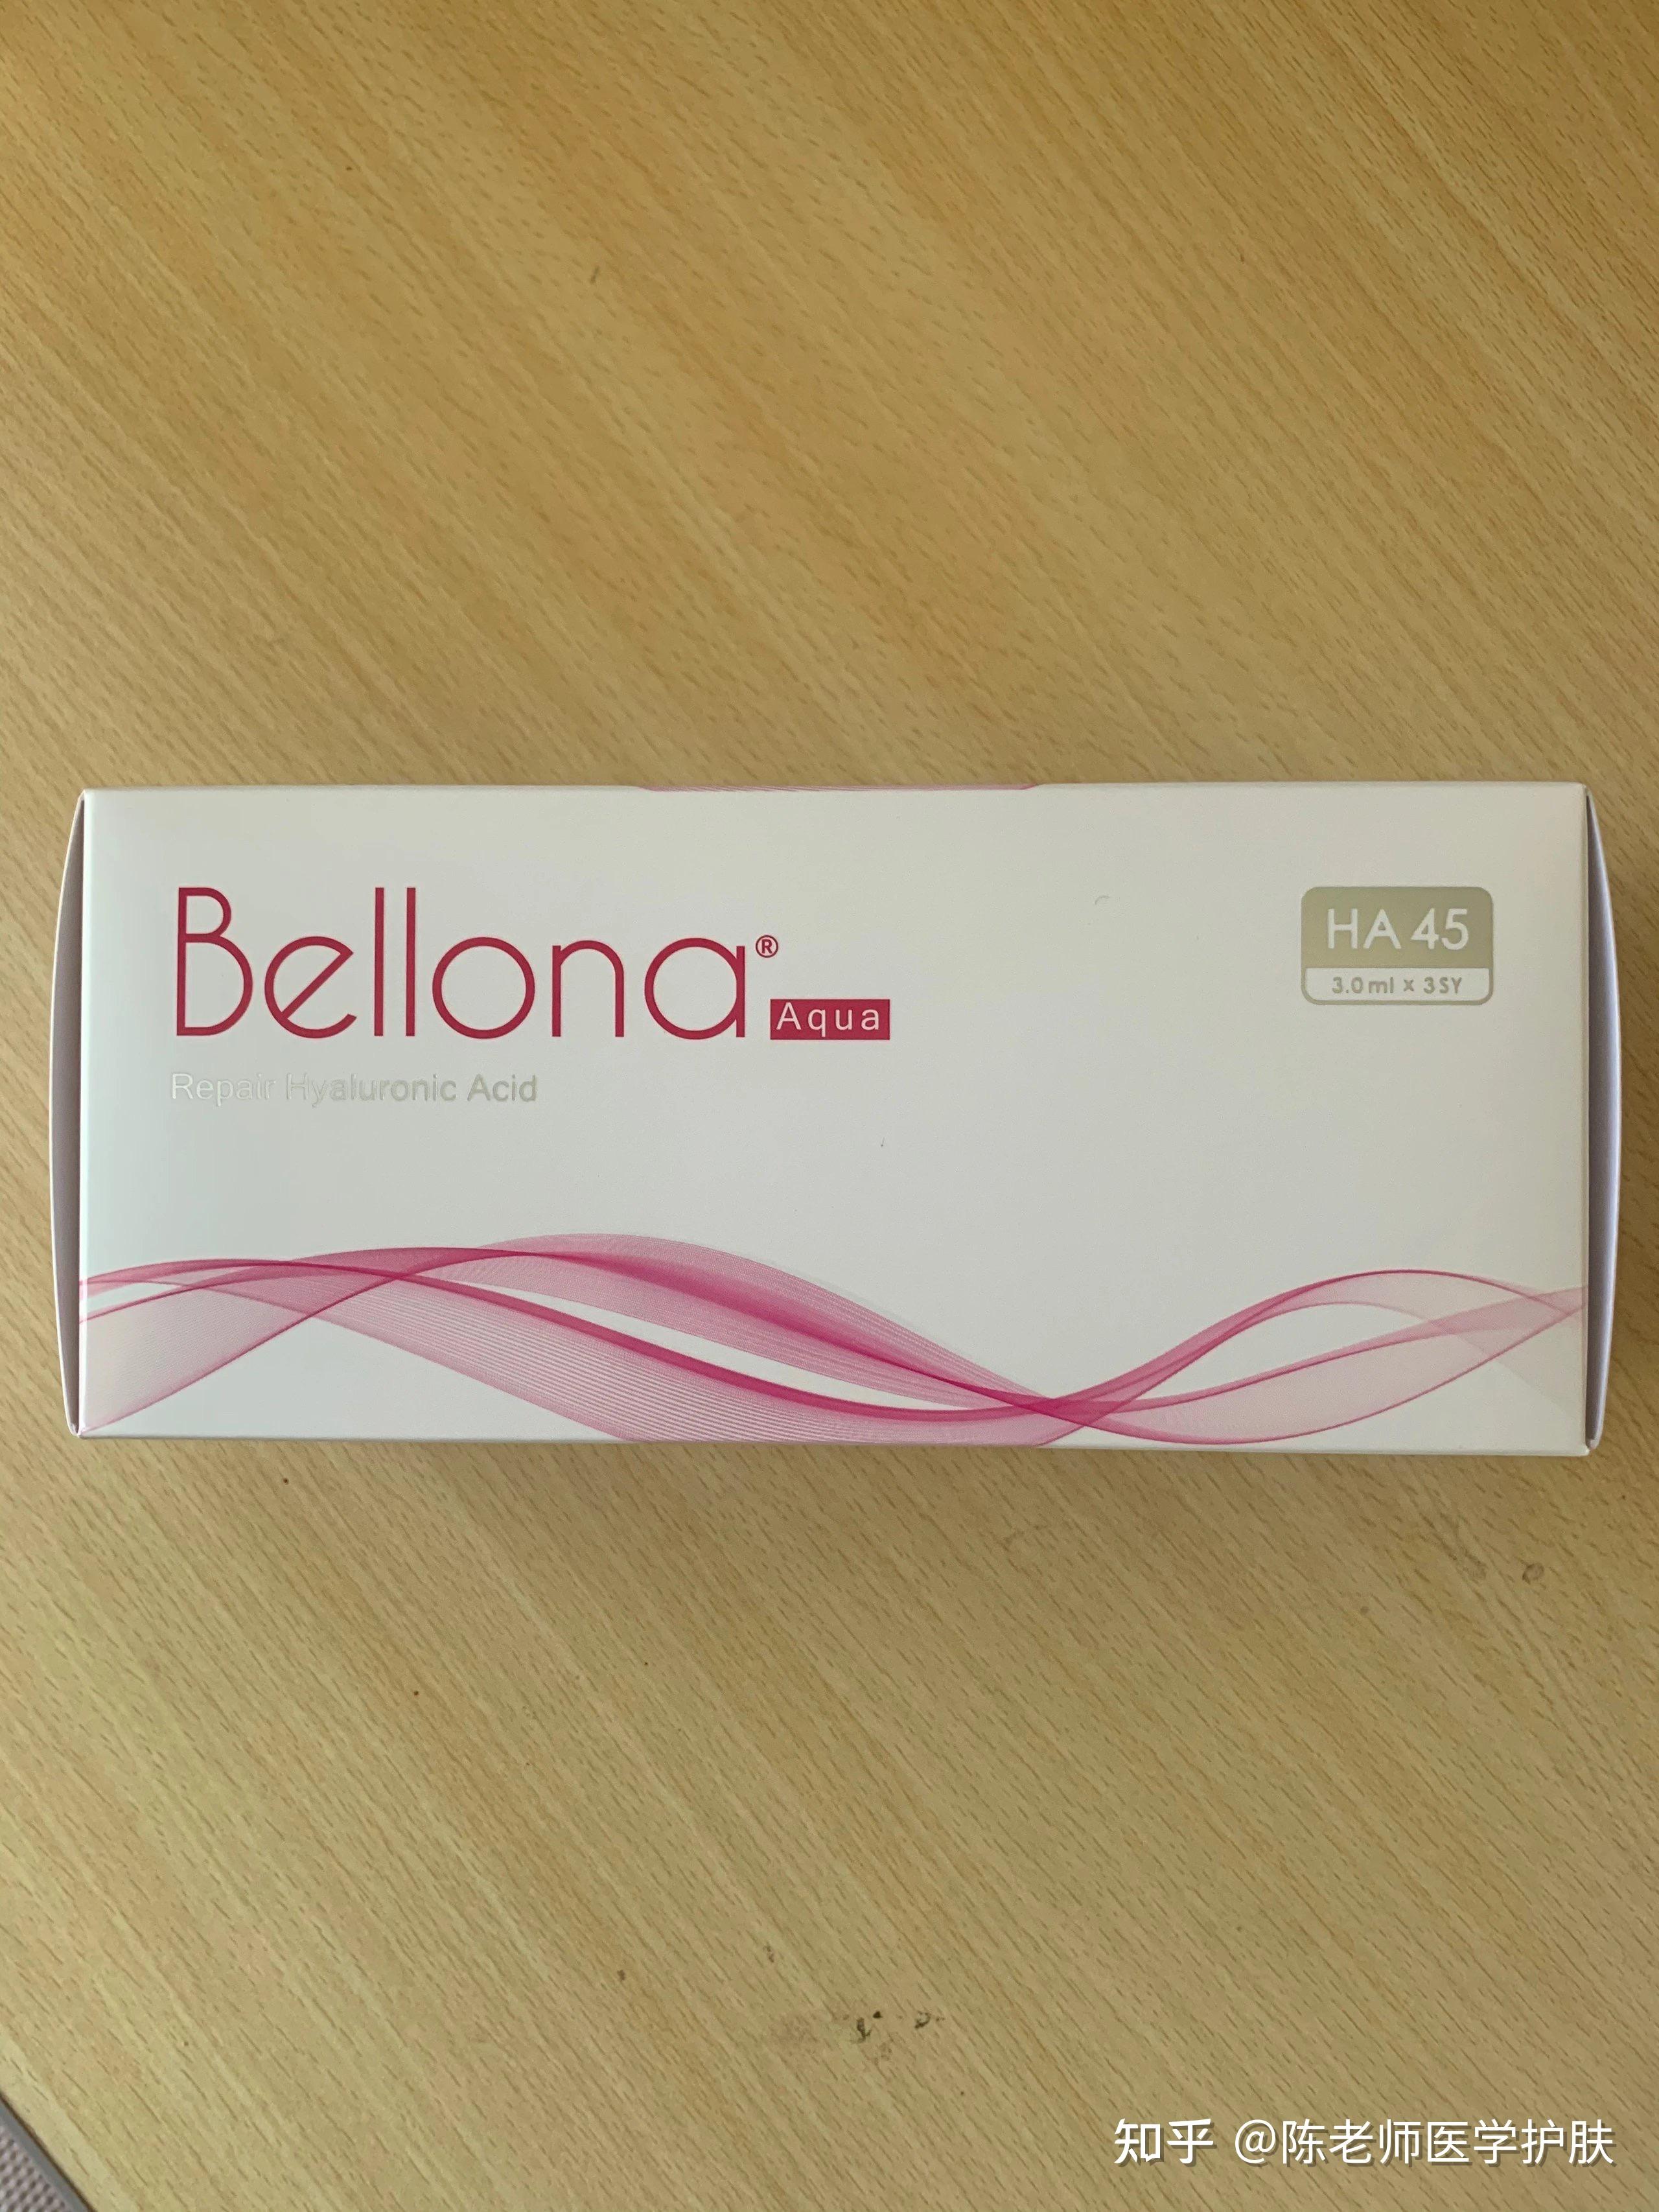 Bellona®
Aqua
Repair Hyaluronic Acid
HA 45
3.0ml × 3SY
知乎 @陈老师医学护肤